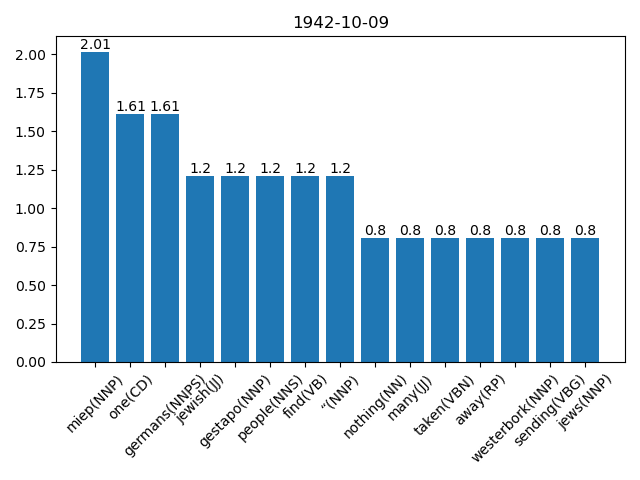 1942-10-09
2.01
1.61 1.61
1.2 1.2 1.2 1.2 1.2
0.8 0.8 0.8 0.8 0.8 0.8 0.8
2.00
1.75
1.50
1.25
1.00
0.75
0.50
0.25
0.00
miep(NNP)
one(CD)
germans(NNPS)
jewish(JJ)
gestapo(NNP)
people(NNS)
find(VB)
“(NNP)
nothing(NN)
many(JJ)
taken(VBN)
away(RP)
westerbork(NNP)
sending(VBG)
jews(NNP)